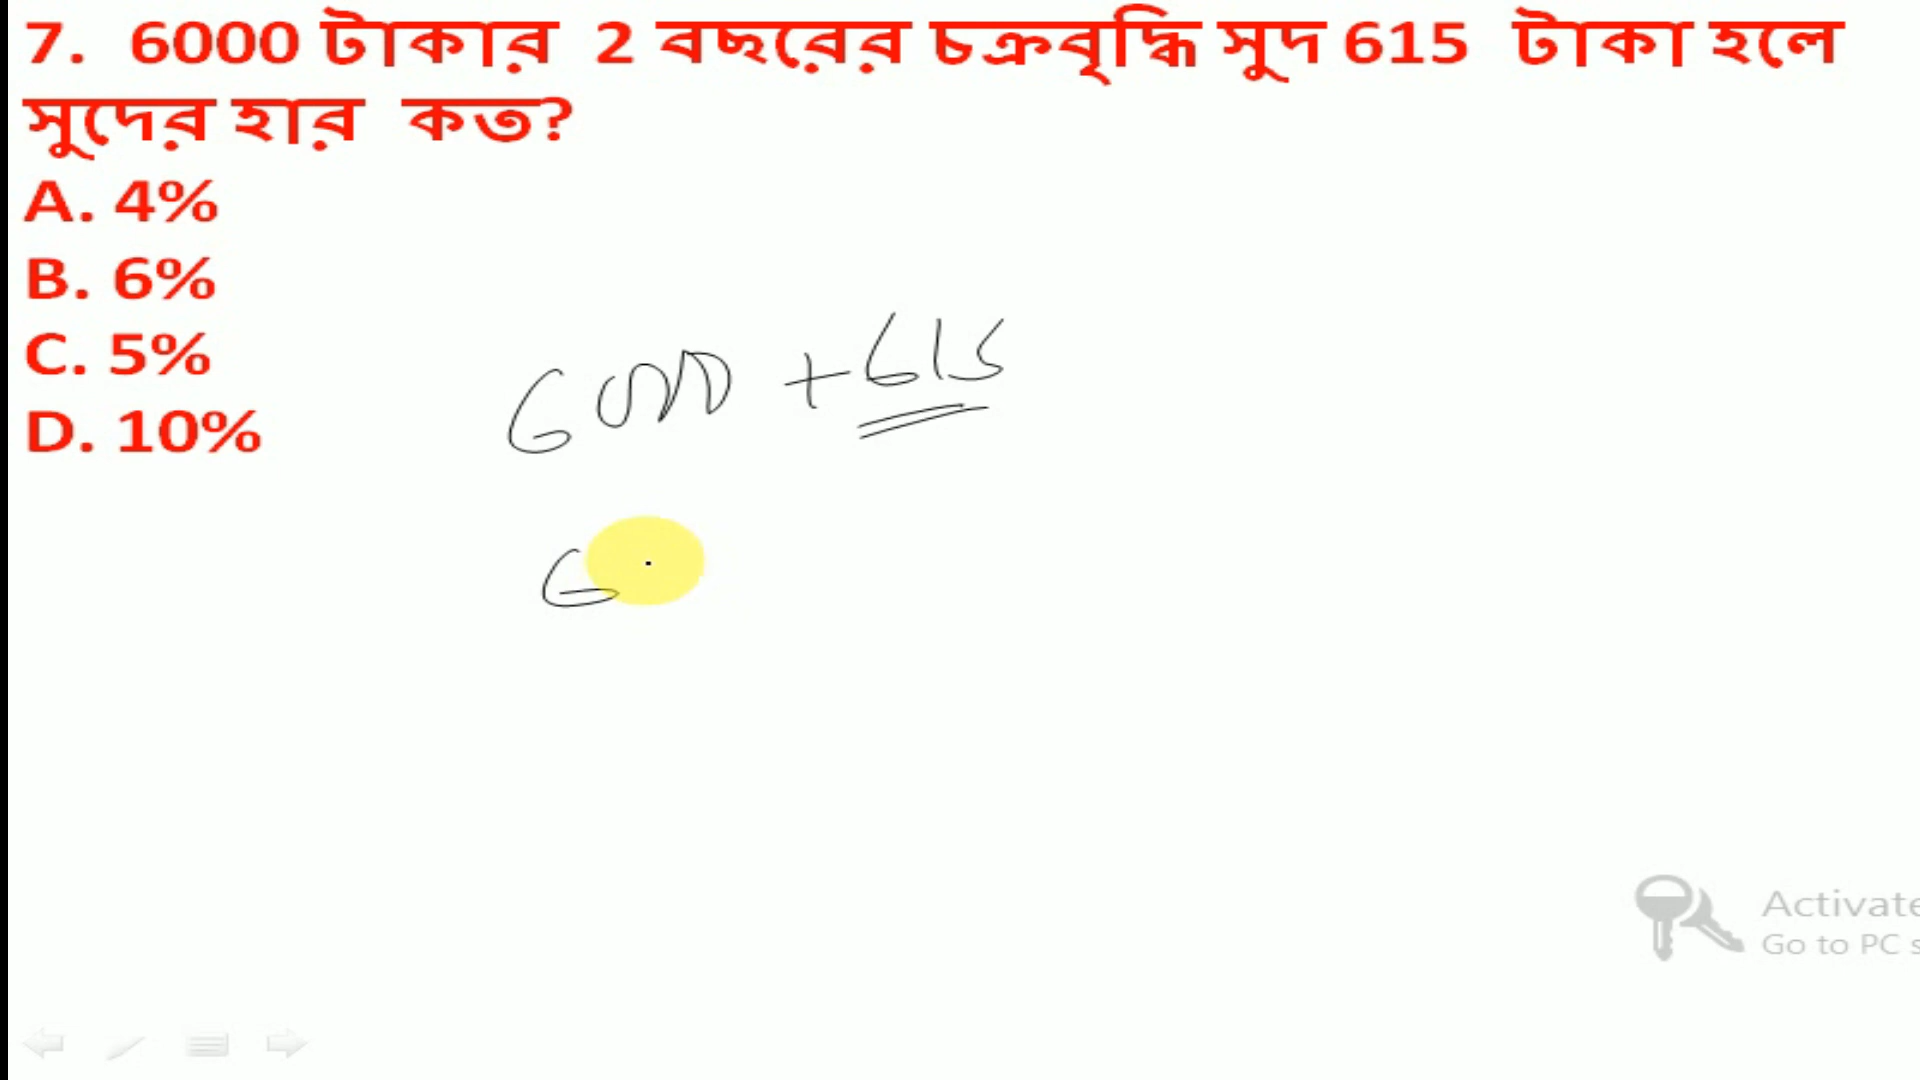 7. 6000 টাকার 2 বছরের চক্রবৃদ্ধি সুদ 615 টাকা হলে
সুদের হার কত?
A. 4%
B. 6%
C. 5%
D. 10%
6000 + 615
6
Activate
Go to PC s